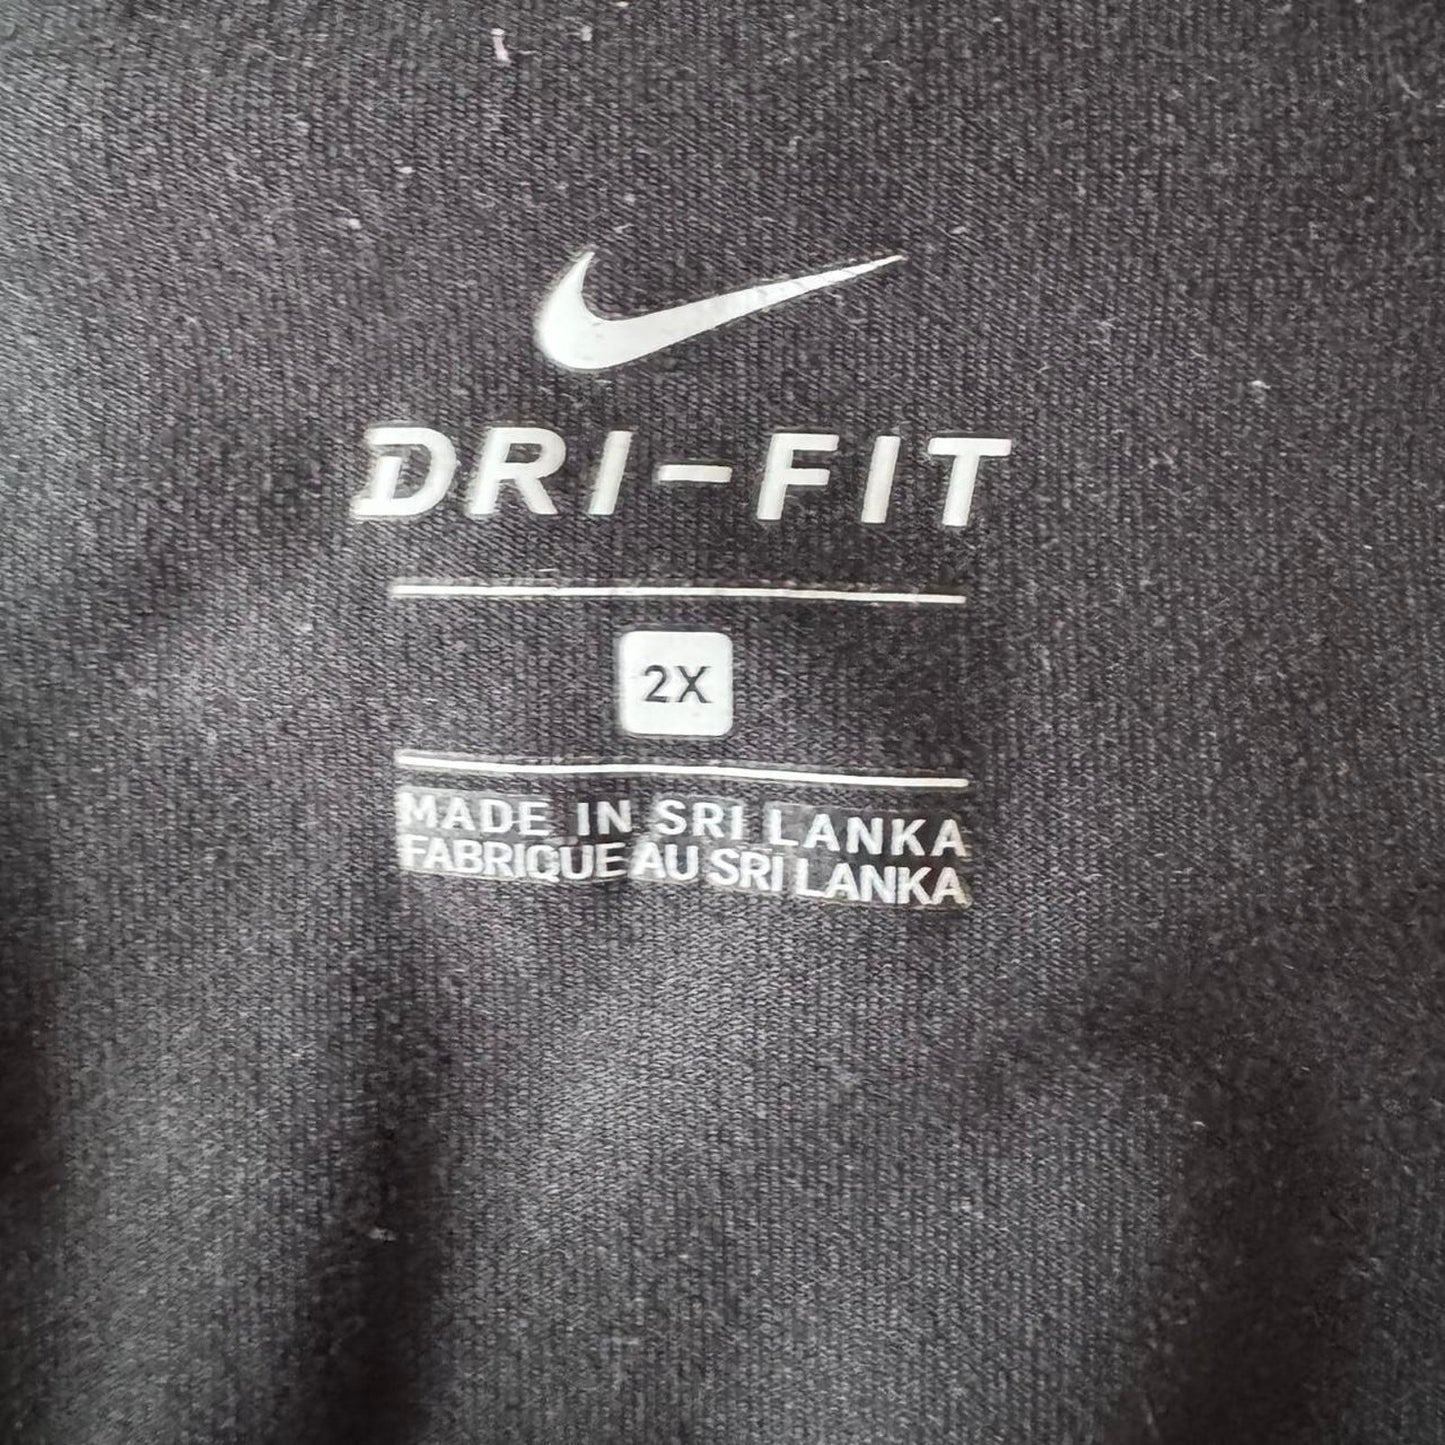 DRI-FIT
2X
MADE IN SRI LANKA
FABRIQUE AU SRI LANKA